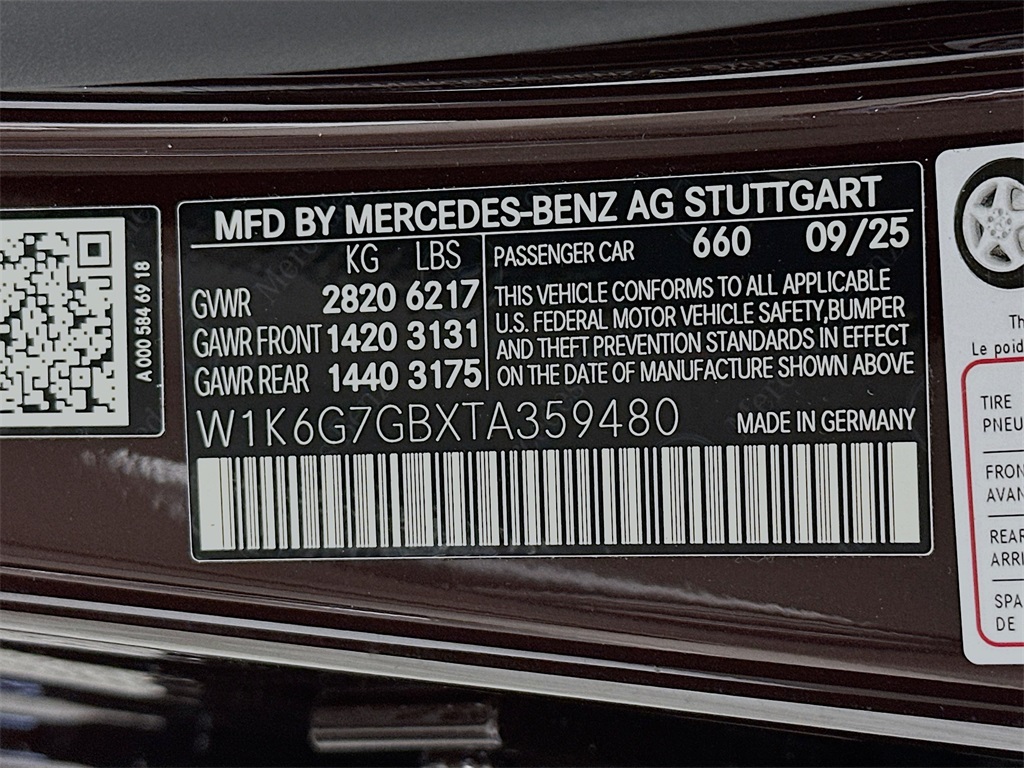 MFD BY MERCEDES-BENZ AG STUTTGART
KG LBS
GVWR 2820 6217
GAWR FRONT 1420 3131
GAWR REAR 1440 3175
PASSENGER CAR 660 09/25
THIS VEHICLE CONFORMS TO ALL APPLICABLE
U.S. FEDERAL MOTOR VEHICLE SAFETY,BUMPER
AND THEFT PREVENTION STANDARDS IN EFFECT
ON THE DATE OF MANUFACTURE SHOWN ABOVE
W1K6G7GBXTA359480
MADE IN GERMANY
A 000 584 69 18
Th
Le poid
TIRE
PNEU
FRON
AVAN
REAR
ARRI
SPA
DE